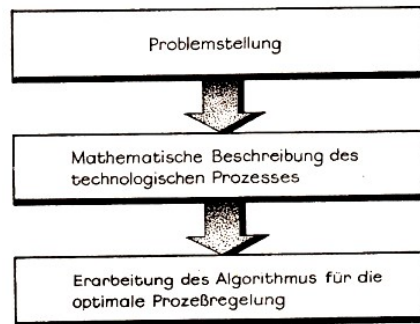 Problemstellung
Mathematische Beschreibung des
technologischen Prozesses
Erarbeitung des Algorithmus für die
optimale Prozeßregelung